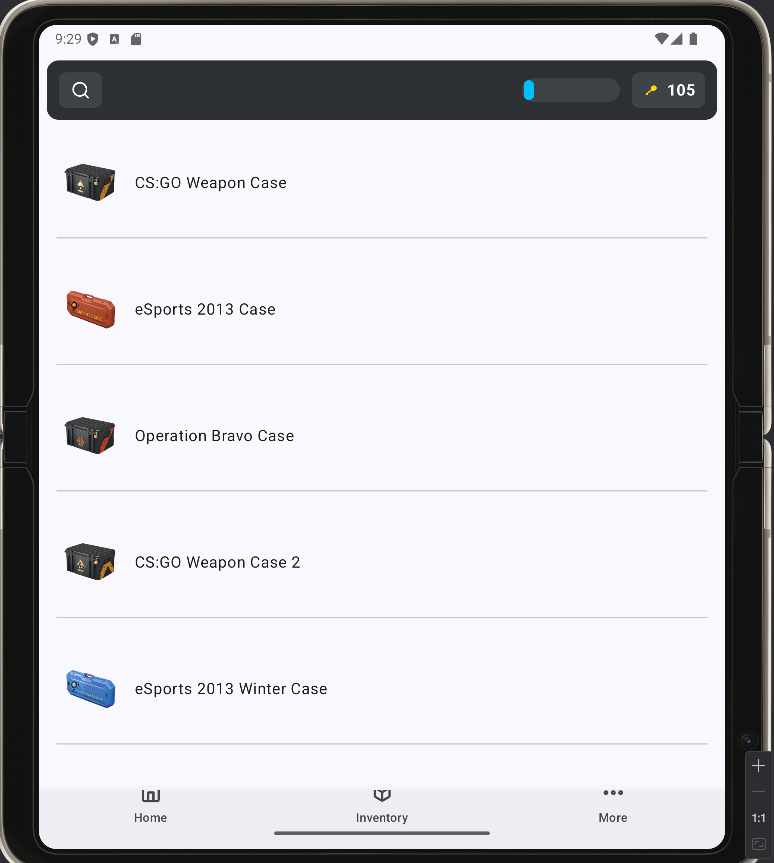 9:29
A
105
CS:GO Weapon Case
eSports 2013 Case
Operation Bravo Case
CS:GO Weapon Case 2
eSports 2013 Winter Case
Home
Inventory
More
1:1